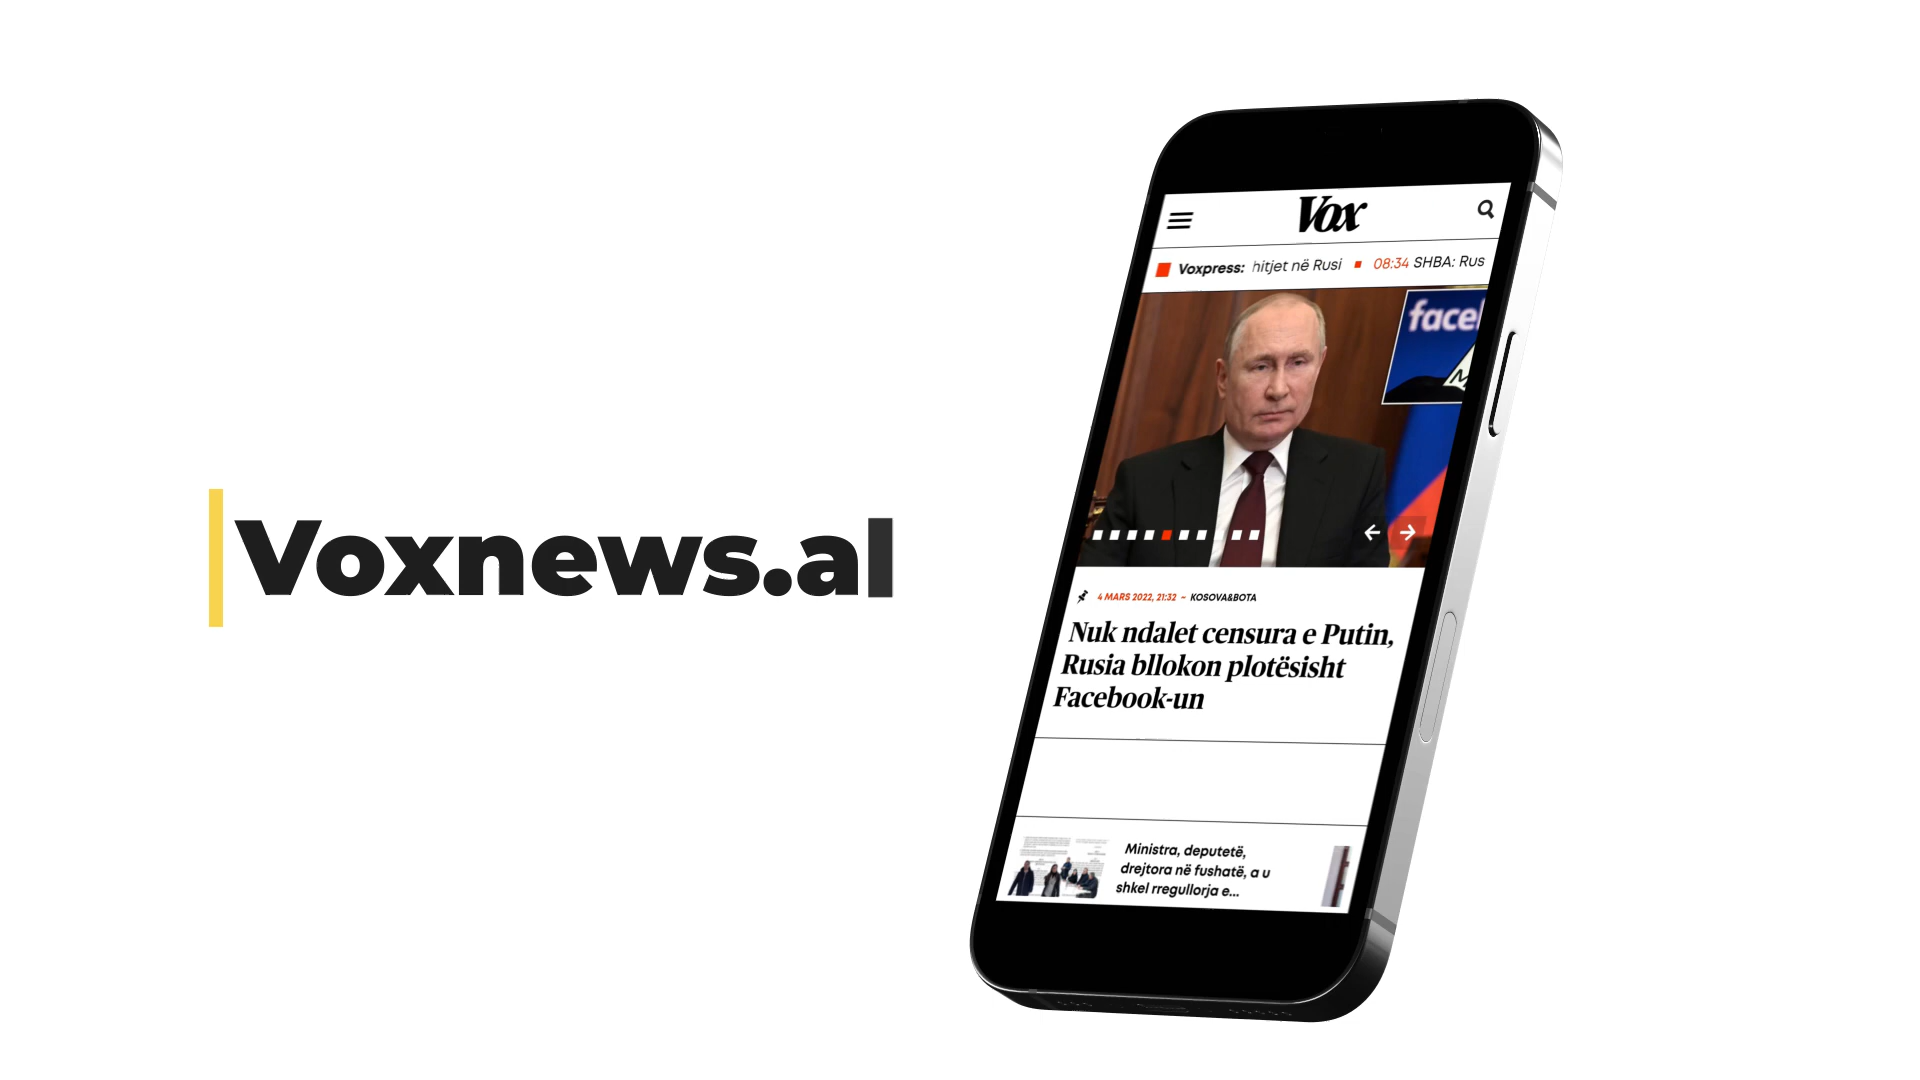 Voxnews.al
Vox
Voxpress: hitjet në Rusi 08:34 SHBA: Rus
face
4 MARS 2022, 21:32 – KOSOVA&BOTA
Nuk ndalet censura e Putin,
Rusia bllokon plotësisht
Facebook-un
Ministra, deputetë,
drejtora në fushatë, a u
shkel rregullorja e...